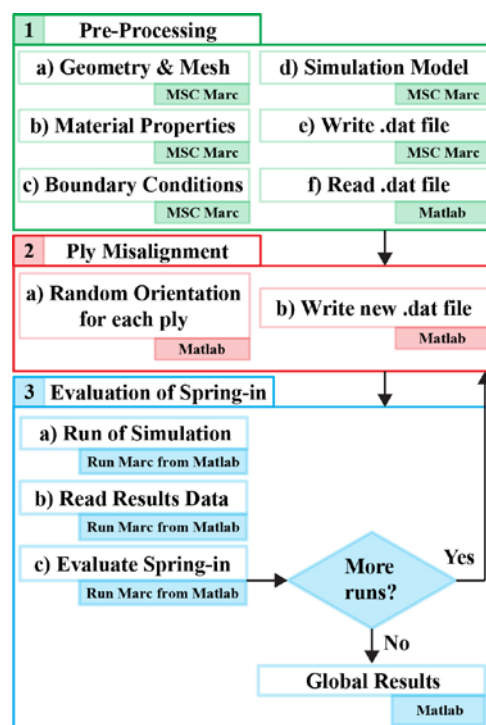 1 Pre-Processing
a) Geometry & Mesh
MSC Marc
b) Material Properties
MSC Marc
c) Boundary Conditions
MSC Marc
d) Simulation Model
MSC Marc
e) Write .dat file
MSC Marc
f) Read .dat file
Matlab
2 Ply Misalignment
a) Random Orientation
for each ply
Matlab
b) Write new .dat file
Matlab
3 Evaluation of Spring-in
a) Run of Simulation
Run Marc from Matlab
b) Read Results Data
Run Marc from Matlab
c) Evaluate Spring-in
Run Marc from Matlab
More
runs?
Yes
No
Global Results
Matlab